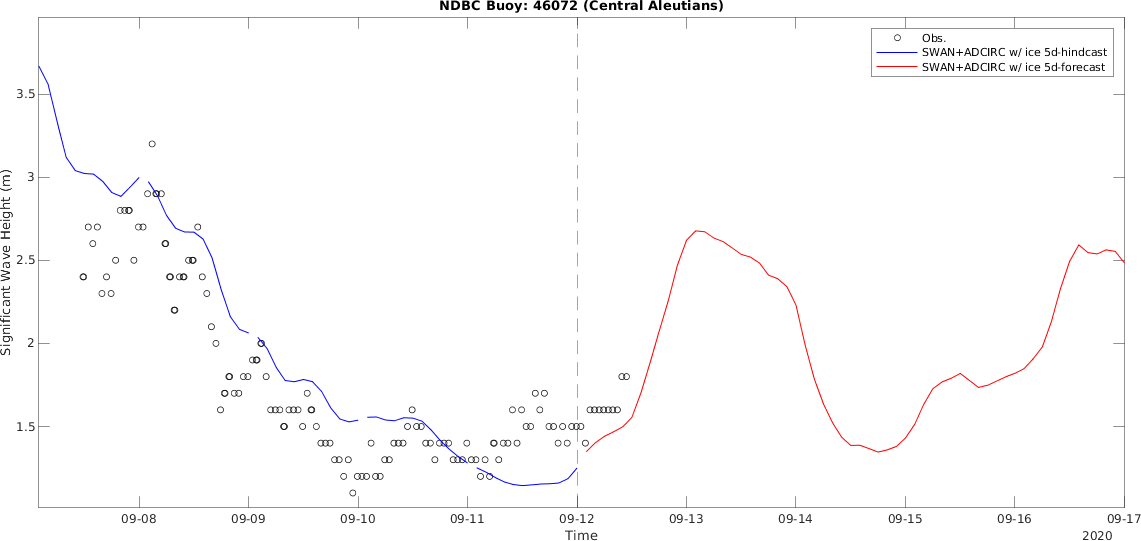 NDBC Buoy: 46072 (Central Aleutians)
Obs.
SWAN+ADCIRC w/ ice 5d-hindcast
SWAN+ADCIRC w/ ice 5d-forecast
Significant Wave Height (m)
3.5
3
2.5
2
1.5
09-08
09-09
09-10
09-11
09-12
09-13
09-14
09-15
09-16
09-17
Time
2020